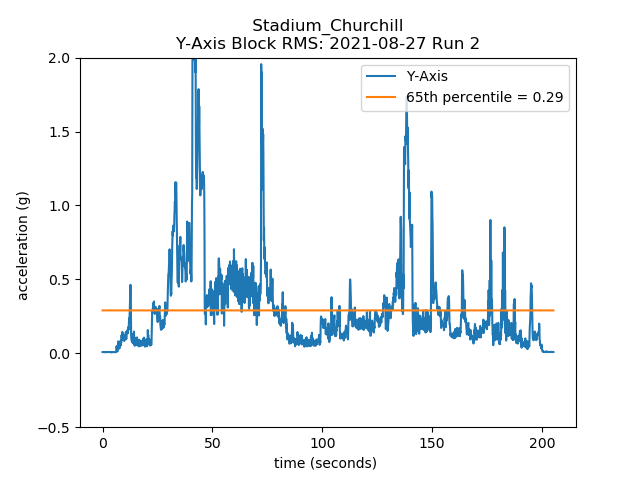 Stadium_Churchill
Y-Axis Block RMS: 2021-08-27 Run 2
Y-Axis
65th percentile = 0.29
acceleration (g)
2.0
1.5
1.0
0.5
0.0
−0.5
0 50 100 150 200
time (seconds)